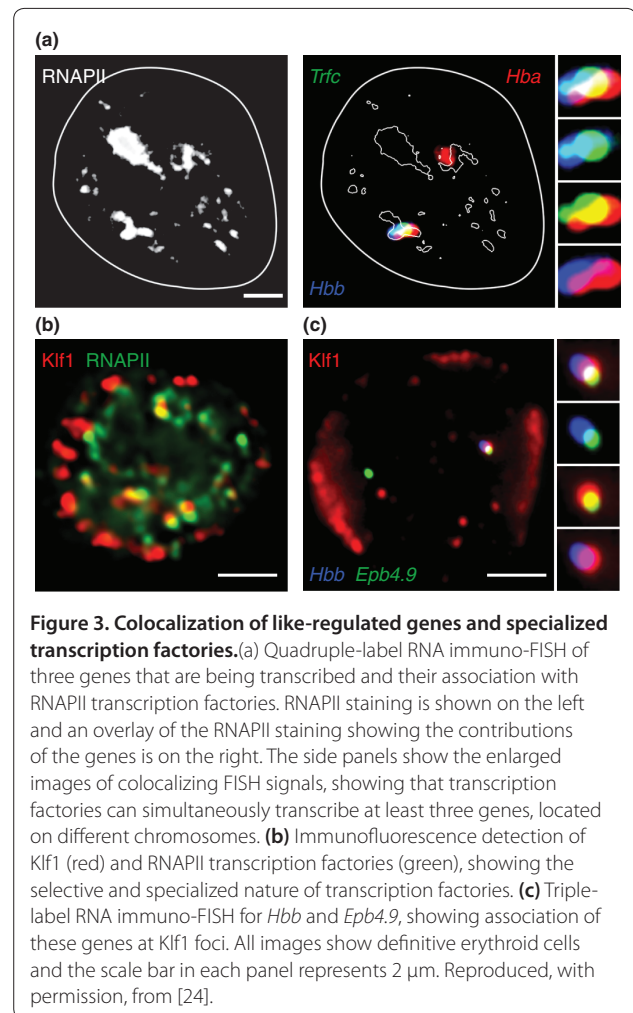 (a)
RNAPII
Trfc
Hba
Hbb
(b)
(c)
Klf1 RNAPII
Klf1
Hbb Epb4.9
Figure 3. Colocalization of like-regulated genes and specialized
transcription factories.(a) Quadruple-label RNA immuno-FISH of
three genes that are being transcribed and their association with
RNAPII transcription factories. RNAPII staining is shown on the left
and an overlay of the RNAPII staining showing the contributions
of the genes is on the right. The side panels show the enlarged
images of colocalizing FISH signals, showing that transcription
factories can simultaneously transcribe at least three genes, located
on different chromosomes. (b) Immunofluorescence detection of
Klf1 (red) and RNAPII transcription factories (green), showing the
selective and specialized nature of transcription factories. (c) Triple-
label RNA immuno-FISH for Hbb and Epb4.9, showing association of
these genes at Klf1 foci. All images show definitive erythroid cells
and the scale bar in each panel represents 2 μm. Reproduced, with
permission, from [24].